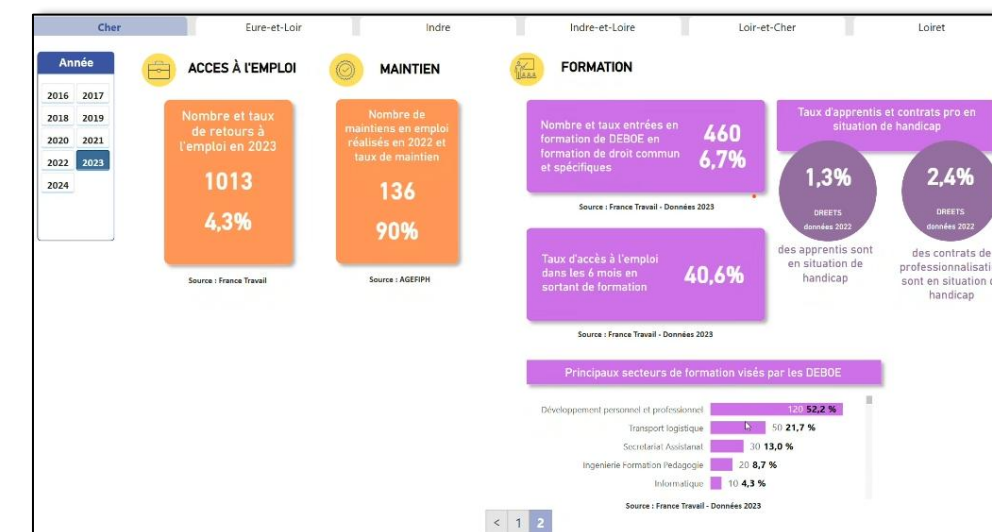 Cher
Eure-et-Loir
Indre
Indre-et-Loire
Loir-et-Cher
Loiret
Année
2016 2017
2018 2019
2020 2021
2022 2023
2024
ACCES À L'EMPLOI
Nombre et taux
de retours à
l'emploi en 2023
1013
4,3%
Source : France Travail
MAINTIEN
Nombre de
maintiens en emploi
réalisés en 2022 et
taux de maintien
136
90%
Source : AGEFIPH
FORMATION
Nombre et taux entrées en
formation de DEBOE en
formation de droit commun
et spécifiques
460
6,7%
Source : France Travail - Données 2023
Taux d'accès à l'emploi
dans les 6 mois en
sortant de formation
40,6%
Source : France Travail - Données 2023
Taux d'apprentis et contrats pro en
situation de handicap
1,3%
DREETS
données 2022
des apprentis sont
en situation de
handicap
2,4%
DREETS
données 2022
des contrats de
professionnalisati
sont en situation d
handicap
Principaux secteurs de formation visés par les DEBOE
Développement personnel et professionnel 120 52,2 %
Transport logistique 50 21,7 %
Secretariat Assistanat 30 13,0 %
Ingenierie Formation Pedagogie 20 8,7 %
Informatique 10 4,3 %
Source : France Travail - Données 2023
< 1 2